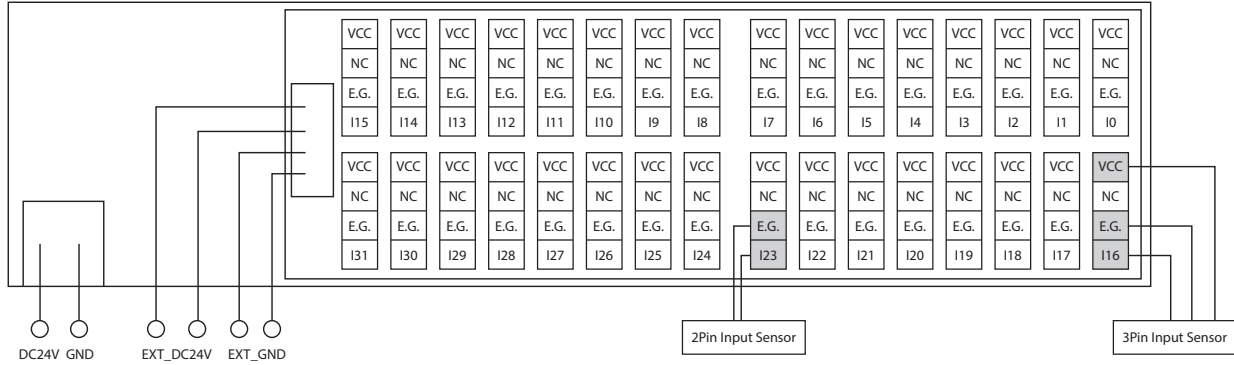 VCC VCC VCC VCC VCC VCC VCC VCC VCC VCC VCC VCC VCC VCC VCC VCC
NC NC NC NC NC NC NC NC NC NC NC NC NC NC NC NC
E.G. E.G. E.G. E.G. E.G. E.G. E.G. E.G. E.G. E.G. E.G. E.G. E.G. E.G. E.G. E.G.
I15 I14 I13 I12 I11 I10 I9 I8 I7 I6 I5 I4 I3 I2 I1 I0
VCC VCC VCC VCC VCC VCC VCC VCC VCC VCC VCC VCC VCC VCC VCC VCC
NC NC NC NC NC NC NC NC NC NC NC NC NC NC NC NC
E.G. E.G. E.G. E.G. E.G. E.G. E.G. E.G. E.G. E.G. E.G. E.G. E.G. E.G. E.G. E.G.
I31 I30 I29 I28 I27 I26 I25 I24 I23 I22 I21 I20 I19 I18 I17 I16
2Pin Input Sensor 3Pin Input Sensor
DC24V GND EXT_DC24V EXT_GND